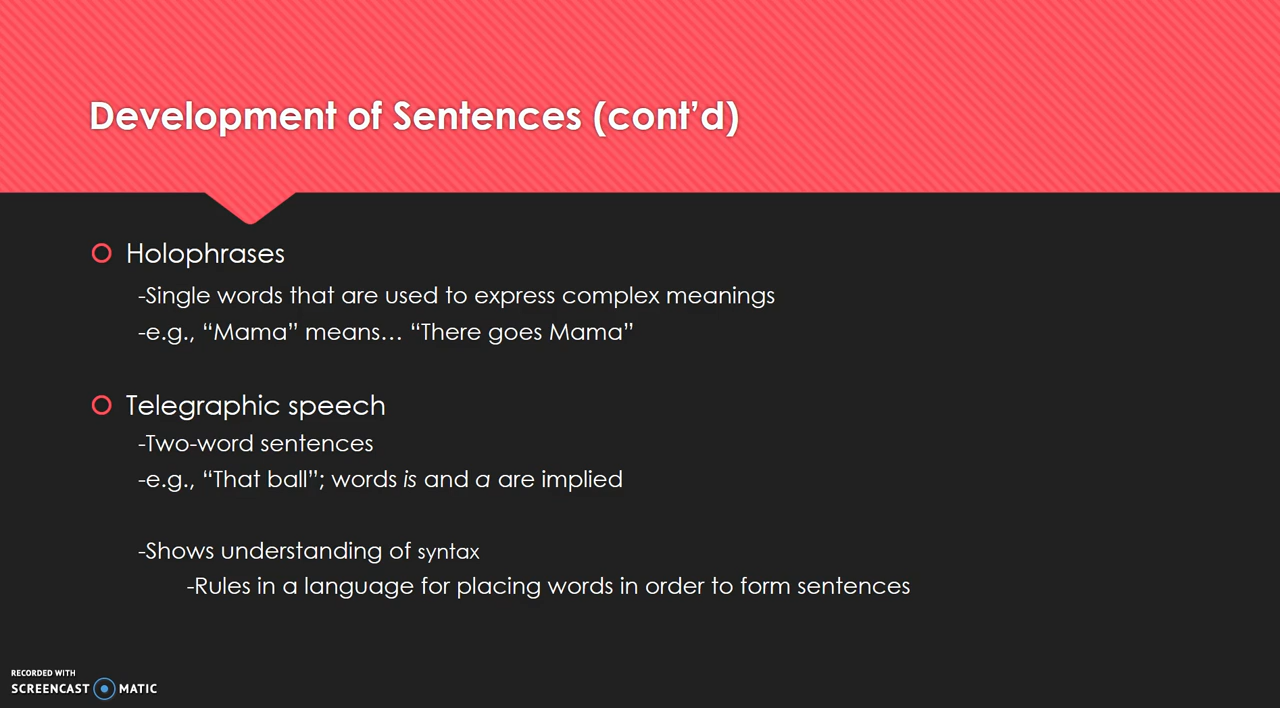 Development of Sentences (cont’d)
Holophrases
-Single words that are used to express complex meanings
-e.g., “Mama” means… “There goes Mama”
Telegraphic speech
-Two-word sentences
-e.g., “That ball”; words is and a are implied
-Shows understanding of syntax
-Rules in a language for placing words in order to form sentences
RECORDED WITH
SCREENCAST MATIC